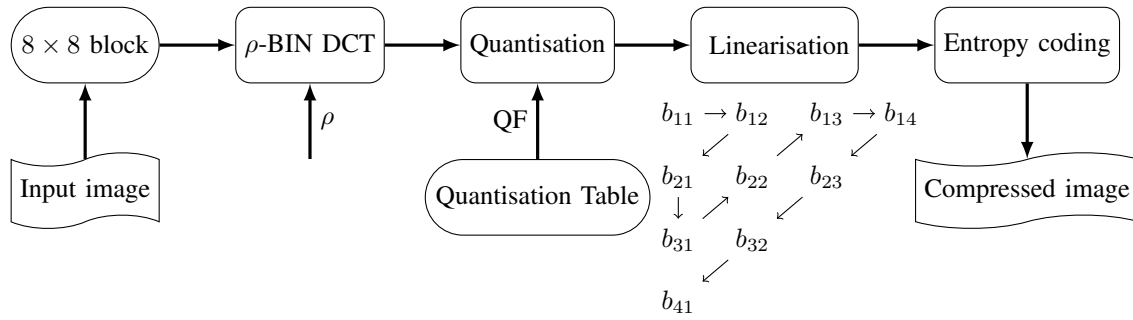 8 × 8 block
ρ-BIN DCT
Quantisation
Linearisation
Entropy coding
ρ
QF
b₁₁ → b₁₂ b₁₃ → b₁₄
Input image
Quantisation Table
b₂₁ b₂₂ b₂₃
Compressed image
b₃₁ b₃₂
b₄₁